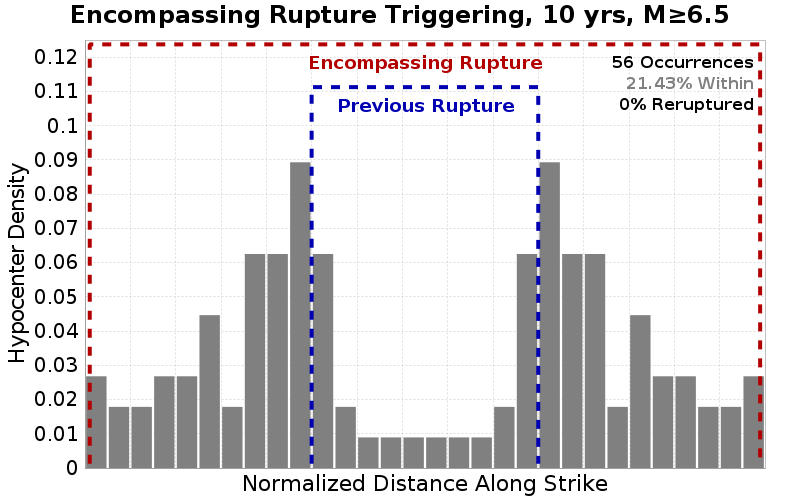 Encompassing Rupture Triggering, 10 yrs, M≥6.5
Encompassing Rupture
Previous Rupture
56 Occurrences
21.43% Within
0% Reruptured
Hypocenter Density
0.12
0.11
0.1
0.09
0.08
0.07
0.06
0.05
0.04
0.03
0.02
0.01
0
Normalized Distance Along Strike